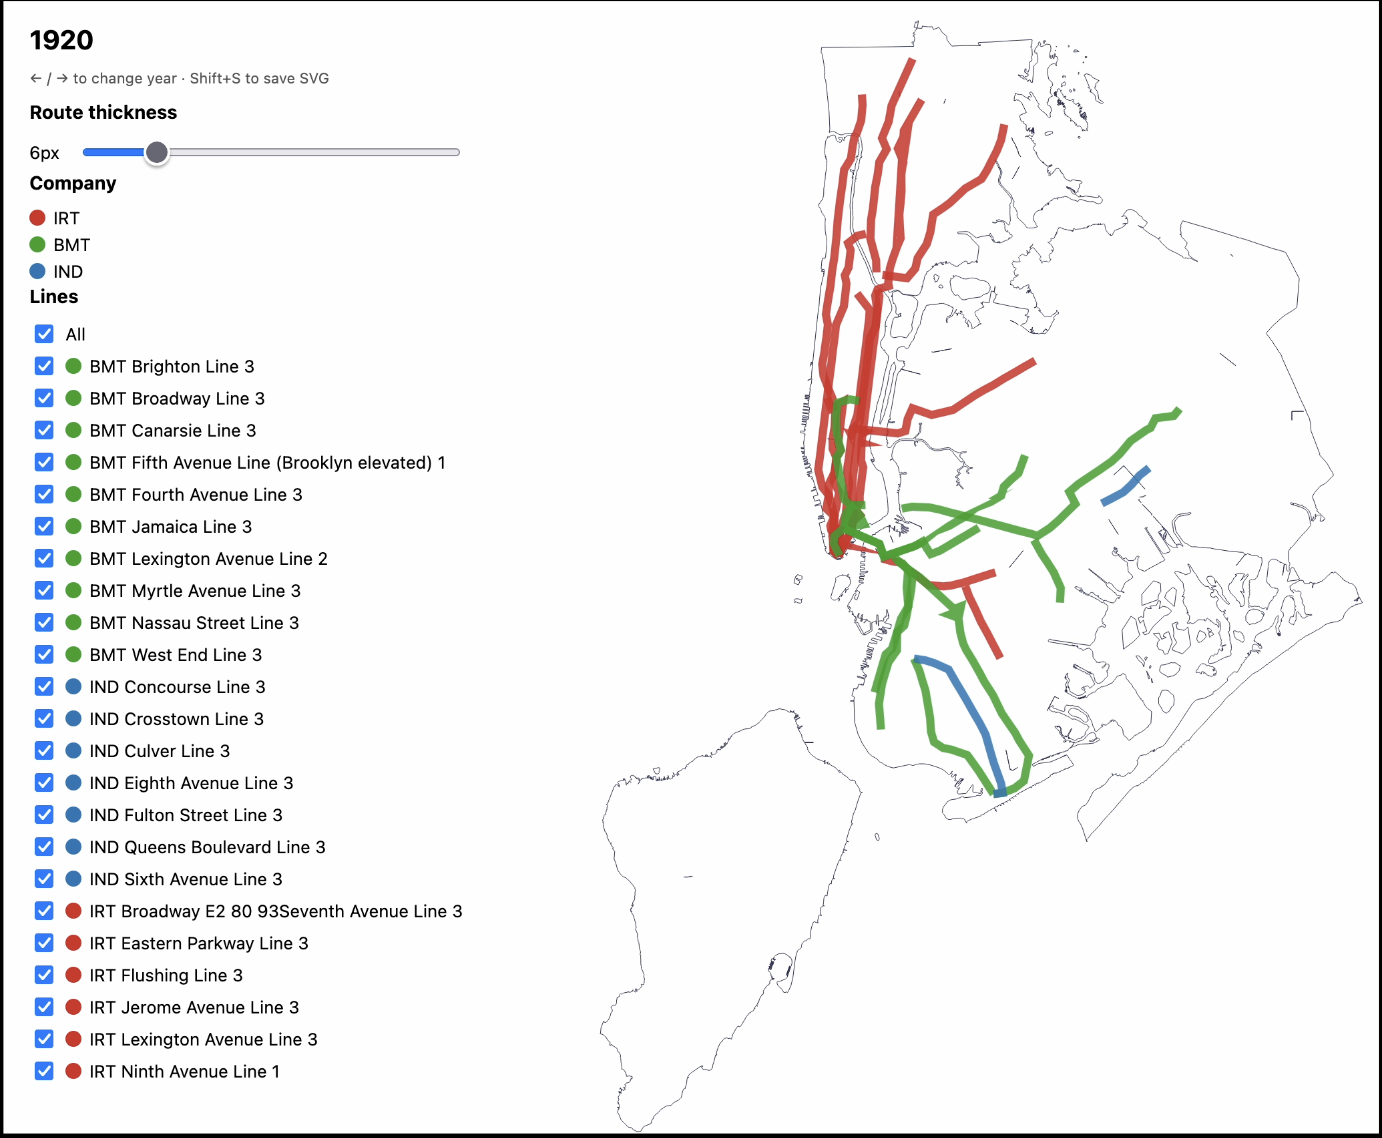 1920
← / → to change year · Shift+S to save SVG
Route thickness
6px
Company
IRT
BMT
IND
Lines
All
BMT Brighton Line 3
BMT Broadway Line 3
BMT Canarsie Line 3
BMT Fifth Avenue Line (Brooklyn elevated) 1
BMT Fourth Avenue Line 3
BMT Jamaica Line 3
BMT Lexington Avenue Line 2
BMT Myrtle Avenue Line 3
BMT Nassau Street Line 3
BMT West End Line 3
IND Concourse Line 3
IND Crosstown Line 3
IND Culver Line 3
IND Eighth Avenue Line 3
IND Fulton Street Line 3
IND Queens Boulevard Line 3
IND Sixth Avenue Line 3
IRT Broadway E2 80 93Seventh Avenue Line 3
IRT Eastern Parkway Line 3
IRT Flushing Line 3
IRT Jerome Avenue Line 3
IRT Lexington Avenue Line 3
IRT Ninth Avenue Line 1